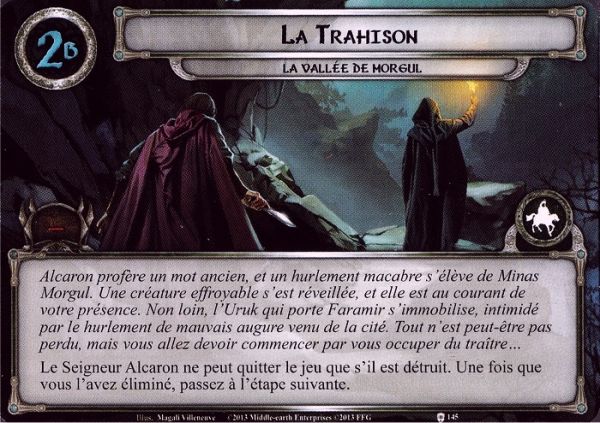 2B
LA TRAHISON
LA VALLÉE DE MORGUL
Alcaron profère un mot ancien, et un hurlement macabre s'élève de Minas
Morgul. Une créature effroyable s'est réveillée, et elle est au courant de
votre présence. Non loin, l'Uruk qui porte Faramir s'immobilise, intimidé
par le hurlement de mauvais augure venu de la cité. Tout n'est peut-être pas
perdu, mais vous allez devoir commencer par vous occuper du traître…
Le Seigneur Alcaron ne peut quitter le jeu que s'il est détruit. Une fois que
vous l'avez éliminé, passez à l'étape suivante.
Illus. Magali Villeneuve ©2013 Middle-earth Enterprises ©2013 FFG 145